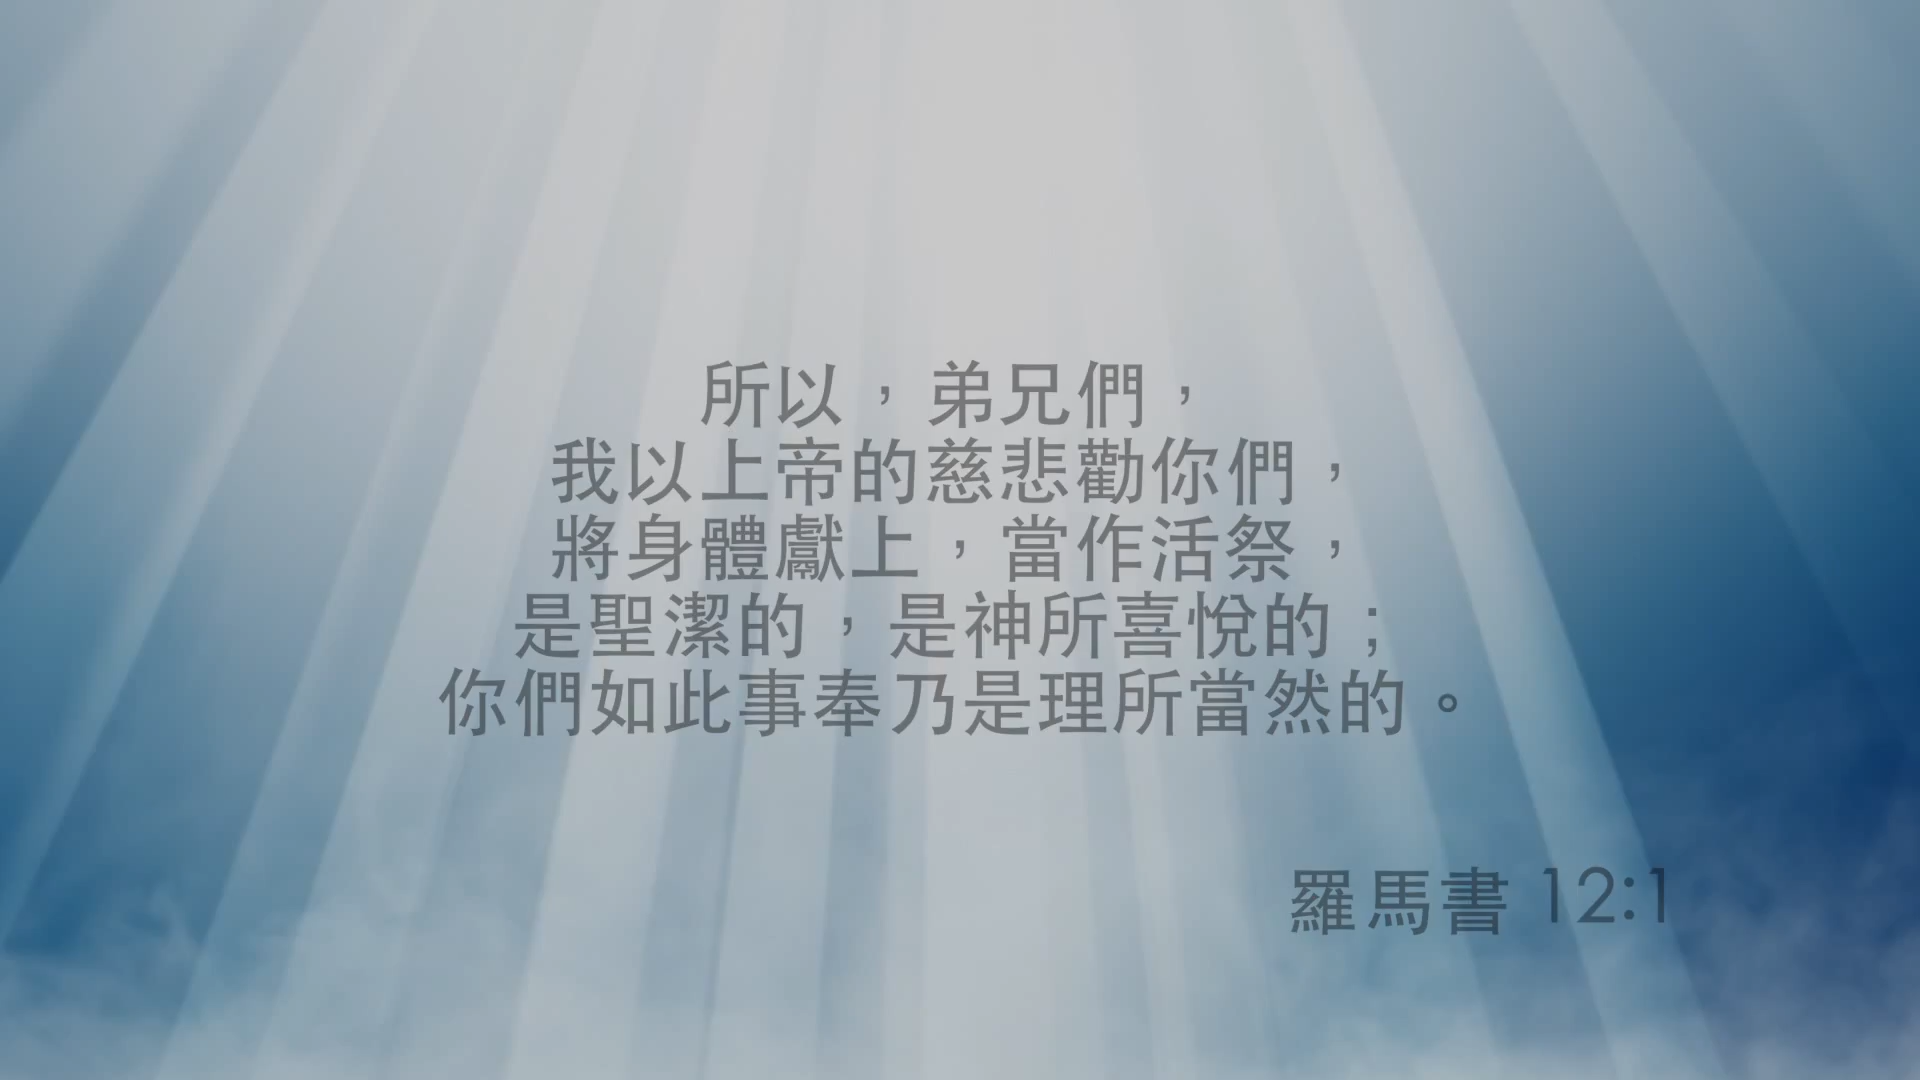 所以，弟兄們，
我以上帝的慈悲勸你們，
將身體獻上，當作活祭，
是聖潔的，是神所喜悅的；
你們如此事奉乃是理所當然的。
羅馬書 12:1